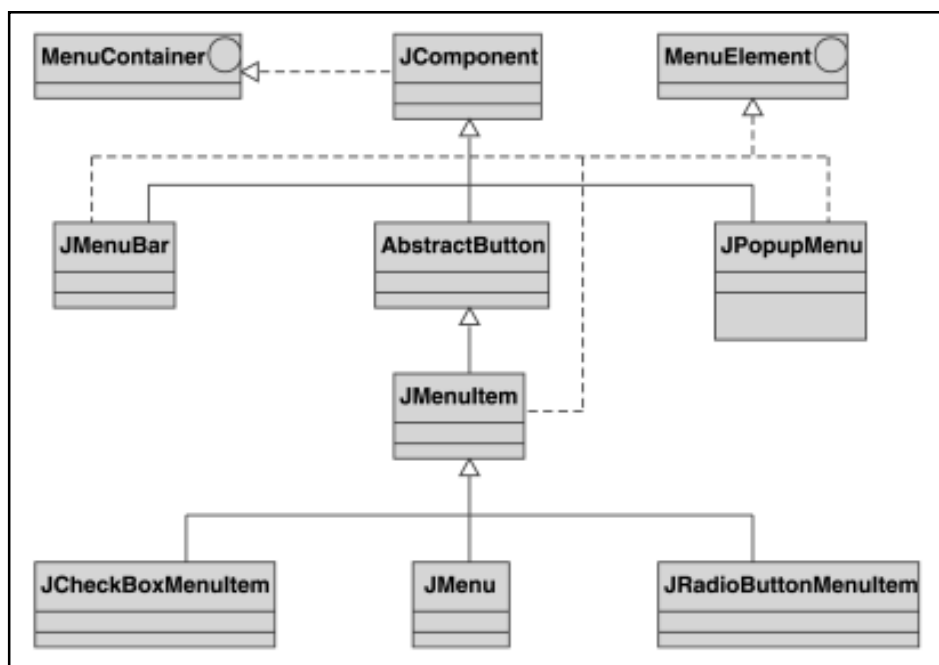 MenuContainer
JComponent
MenuElement
JMenuBar
AbstractButton
JPopupMenu
JMenuItem
JCheckBoxMenuItem
JMenu
JRadioButtonMenuItem